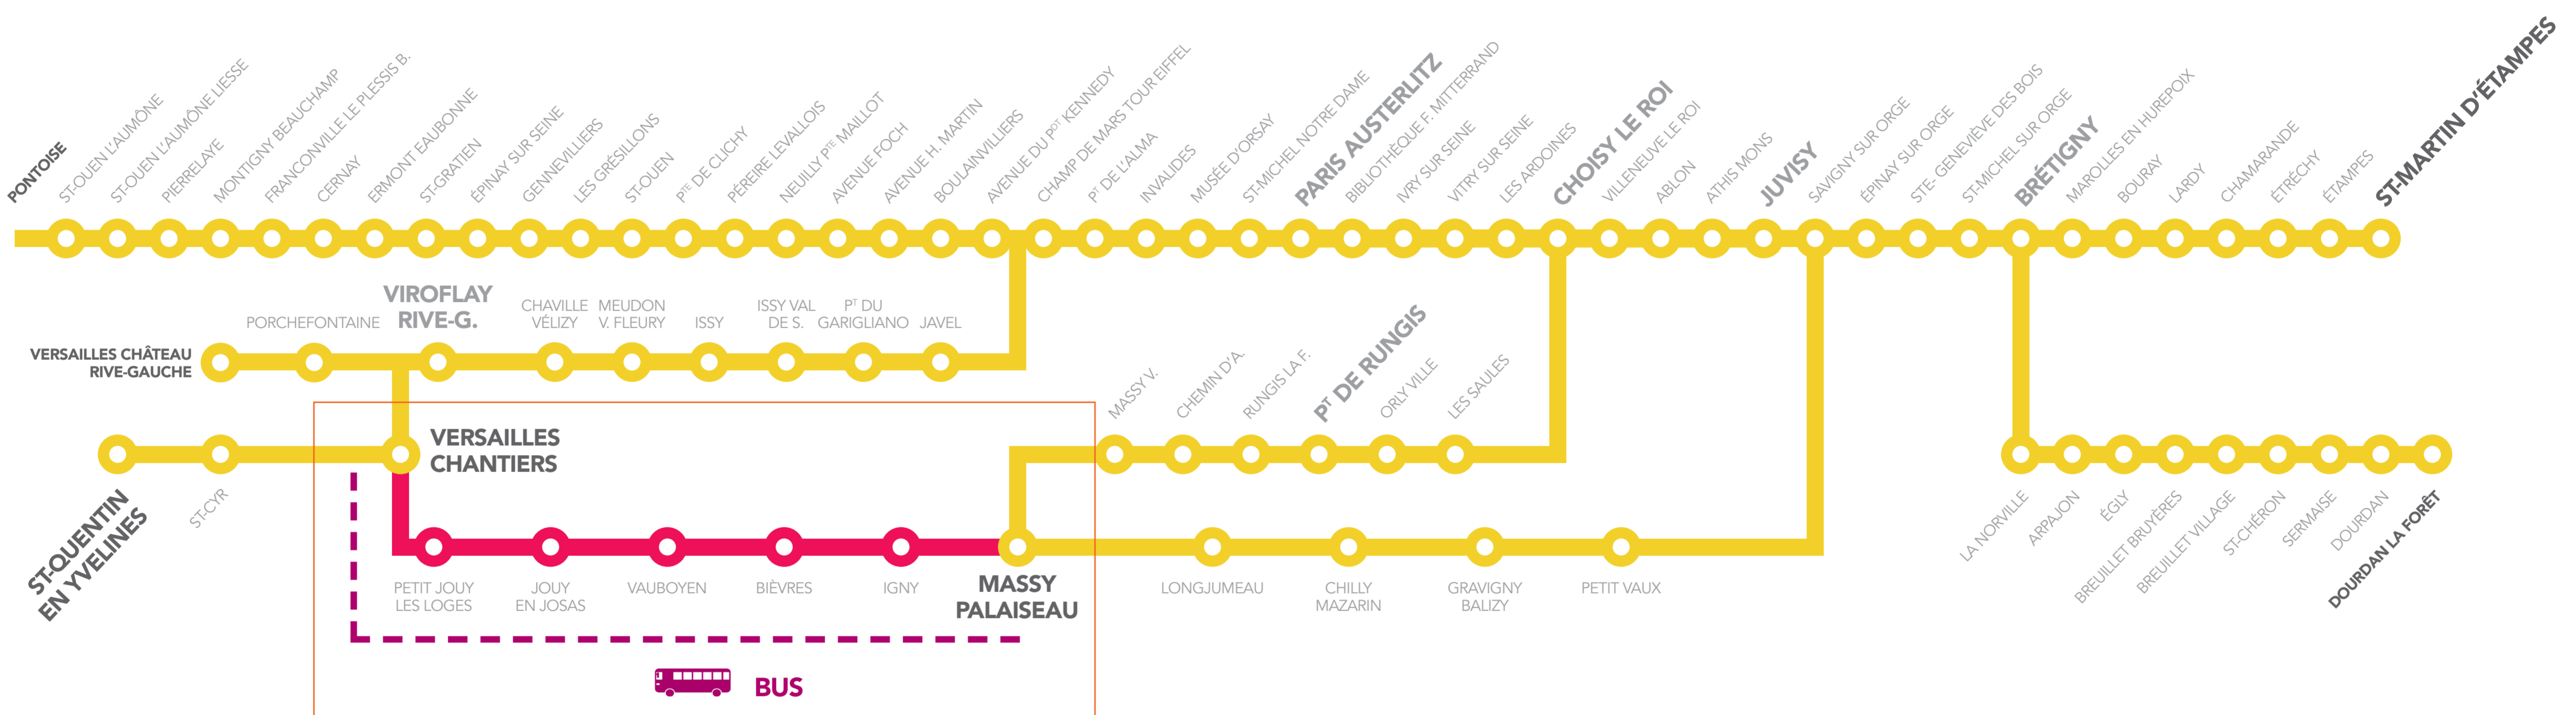 PONTOISE
ST-OUEN L'AUMÔNE
ST-OUEN L'AUMÔNE LIESSE
PIERRELAYE
MONTIGNY BEAUCHAMP
FRANCONVILLE LE PLESSIS B.
CERNAY
ERMONT EAUBONNE
ST-GRATIEN
ÉPINAY SUR SEINE
GENNEVILLIERS
LES GRÉSILLONS
ST-OUEN
PTE DE CLICHY
PÉREIRE LEVALLOIS
NEUILLY PTE MAILLOT
AVENUE FOCH
AVENUE H. MARTIN
BOULAINVILLIERS
AVENUE DU PDT KENNEDY
CHAMP DE MARS TOUR EIFFEL
PT DE L'ALMA
INVALIDES
MUSÉE D'ORSAY
ST-MICHEL NOTRE DAME
PARIS AUSTERLITZ
BIBLIOTHÈQUE F. MITTERRAND
IVRY SUR SEINE
VITRY SUR SEINE
LES ARDOINES
CHOISY LE ROI
VILLENEUVE LE ROI
ABLON
ATHIS MONS
JUVISY
SAVIGNY SUR ORGE
ÉPINAY SUR ORGE
STE- GENEVIÈVE DES BOIS
ST-MICHEL SUR ORGE
BRÉTIGNY
MAROLLES EN HUREPOIX
BOURAY
LARDY
CHAMARANDE
ÉTRÉCHY
ÉTAMPES
ST-MARTIN D'ÉTAMPES
VERSAILLES CHÂTEAU
RIVE-GAUCHE
PORCHEFONTAINE
VIROFLAY
RIVE-G.
CHAVILLE
VÉLIZY
MEUDON
V. FLEURY
ISSY
ISSY VAL
DE S.
PT DU
GARIGLIANO
JAVEL
ST-QUENTIN
EN YVELINES
ST-CYR
VERSAILLES
CHANTIERS
MASSY V.
CHEMIN D'A.
RUNGIS LA F.
PT DE RUNGIS
ORLY VILLE
LES SAULES
PETIT JOUY
LES LOGES
JOUY
EN JOSAS
VAUBOYEN
BIÈVRES
IGNY
MASSY
PALAISEAU
LONGJUMEAU
CHILLY
MAZARIN
GRAVIGNY
BALIZY
PETIT VAUX
LA NORVILLE
ARPAJON
ÉGLY
BREUILLET BRUYÈRES
BREUILLET VILLAGE
ST-CHÉRON
SERMAISE
DOURDAN
DOURDAN LA FORÊT
BUS